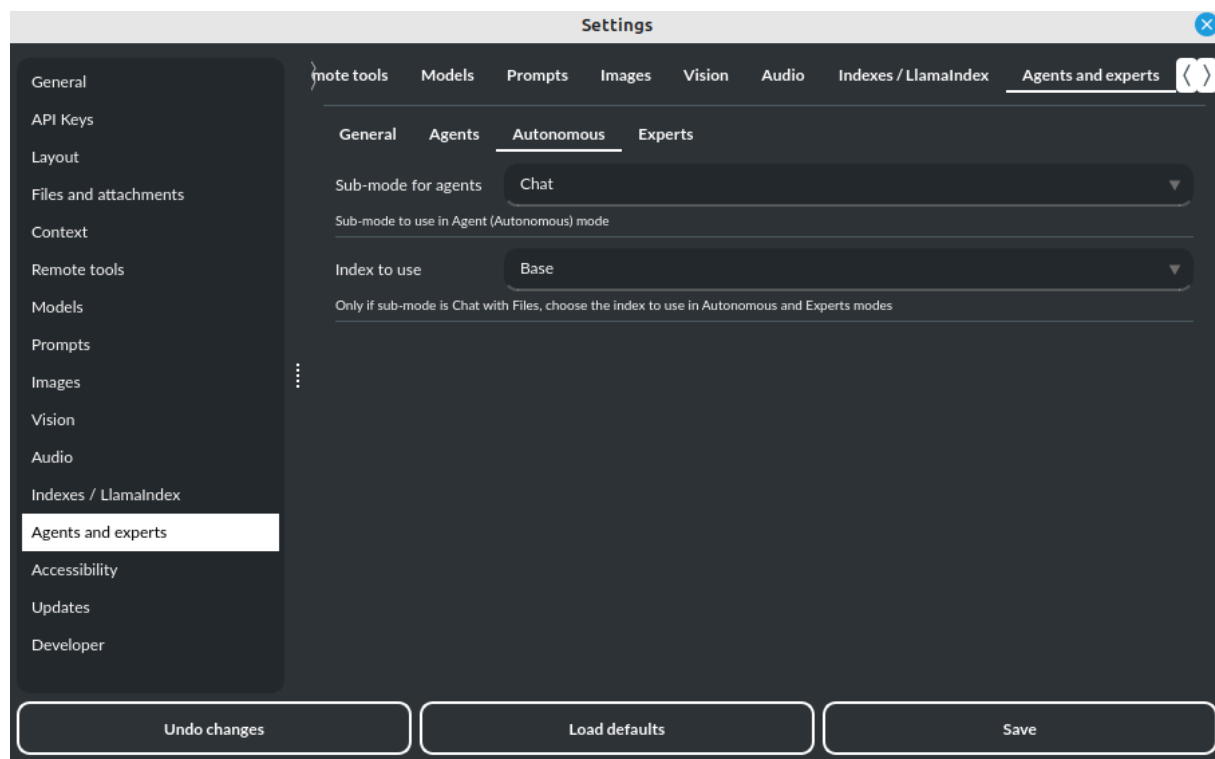 Settings
General
API Keys
Layout
Files and attachments
Context
Remote tools
Models
Prompts
Images
Vision
Audio
Indexes / LlamaIndex
Agents and experts
Accessibility
Updates
Developer
mote tools Models Prompts Images Vision Audio Indexes / LlamaIndex Agents and experts
General Agents Autonomous Experts
Sub-mode for agents Chat
Sub-mode to use in Agent (Autonomous) mode
Index to use Base
Only if sub-mode is Chat with Files, choose the index to use in Autonomous and Experts modes
Undo changes Load defaults Save